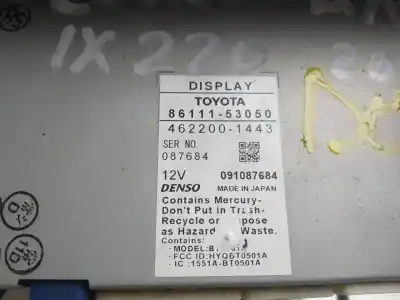 IX 220
DISPLAY
TOYOTA
86111-53050
462200-1443
SER NO.
087684
12V 091087684
DENSO MADE IN JAPAN
Contains Mercury-
Don't Put in Trash-
Recycle or pose
as Hazard Waste.
Contains:
-MODEL:
-FCC ID:HYQBT0501A
-IC :1551A-BT0501A